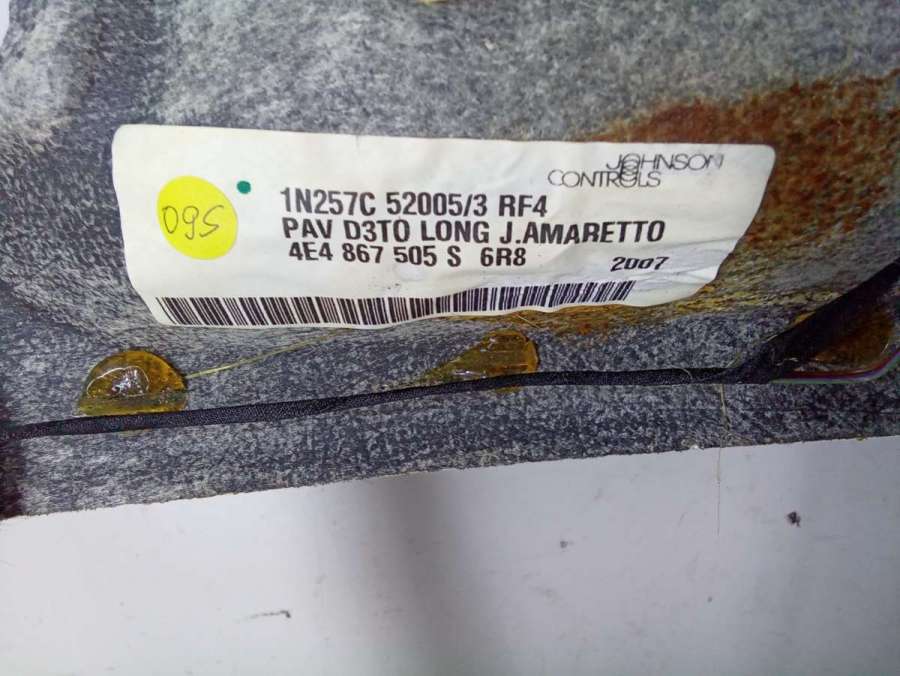 JOHNSON
CONTROLS
1N257C 52005/3 RF4
PAV D3TO LONG J.AMARETTO
4E4 867 505 S 6R8
2007
095